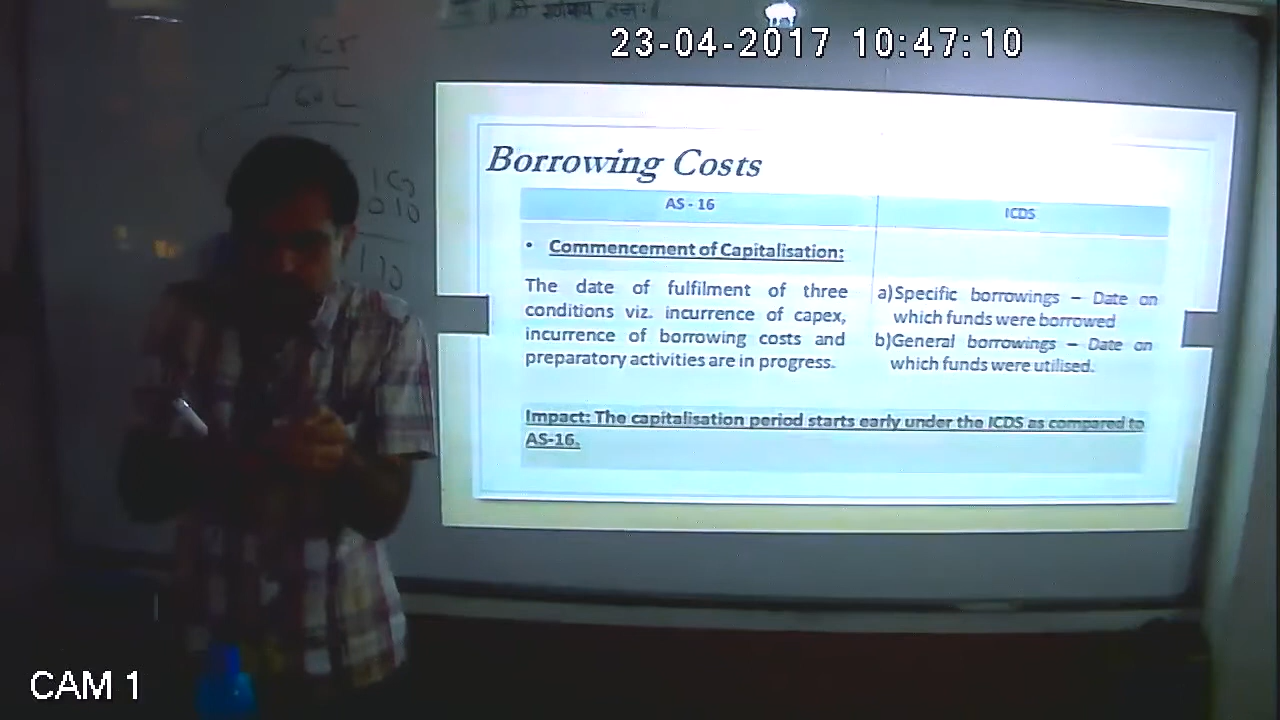 23-04-2017 10:47:10
1 Cr
60 L
Borrowing Costs
AS - 16
ICDS
• Commencement of Capitalisation:
The date of fulfilment of three
conditions viz. incurrence of capex,
incurrence of borrowing costs and
preparatory activities are in progress.
a)Specific borrowings – Date on
which funds were borrowed
b)General borrowings – Date on
which funds were utilised.
Impact: The capitalisation period starts early under the ICDS as compared to
AS-16.
CAM 1